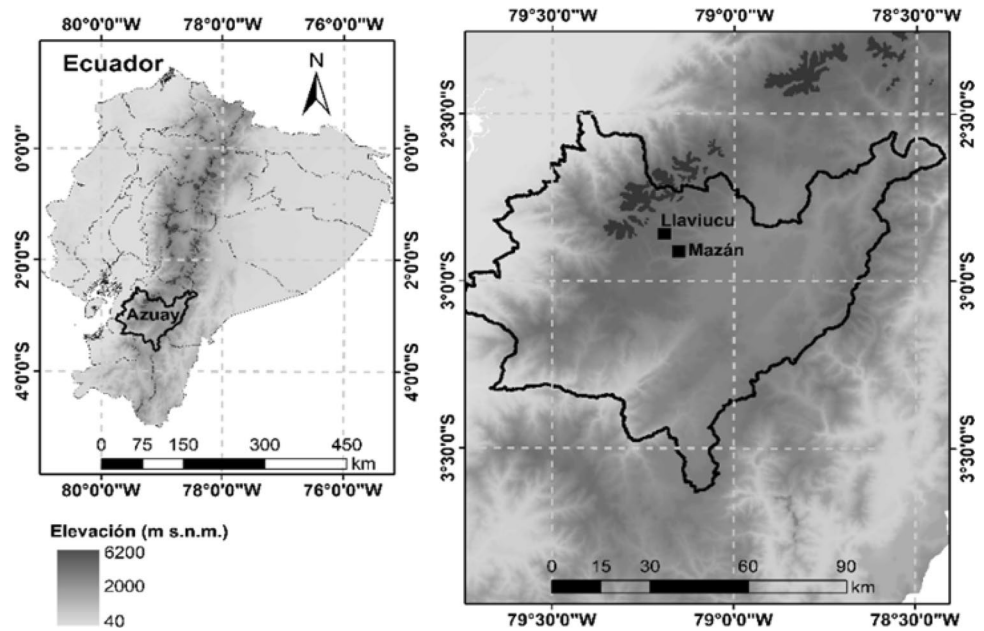 80°0'0"W 78°0'0"W 76°0'0"W
Ecuador
N
0°0'0"
2°0'0"S
4°0'0"S
0°0'0"
2°0'0"S
4°0'0"S
Azuay
0 75 150 300 450
km
80°0'0"W 78°0'0"W 76°0'0"W
Elevación (m s.n.m.)
6200
2000
40
79°30'0"W 79°0'0"W 78°30'0"W
2°30'0"S
3°0'0"S
3°30'0"S
2°30'0"S
3°0'0"S
3°30'0"S
Llaviucu
Mazán
0 15 30 60 90
km
79°30'0"W 79°0'0"W 78°30'0"W